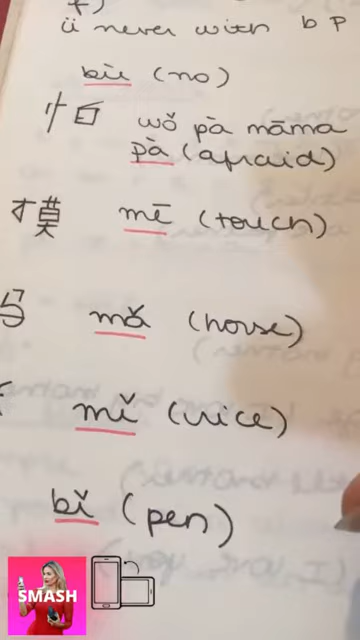 ü never with b p
bù (no)
怕 wǒ pà māma
pà (afraid)
摸 mē (touch)
马 mǎ (horse)
mǐ (rice)
bǐ (pen)
SMASH